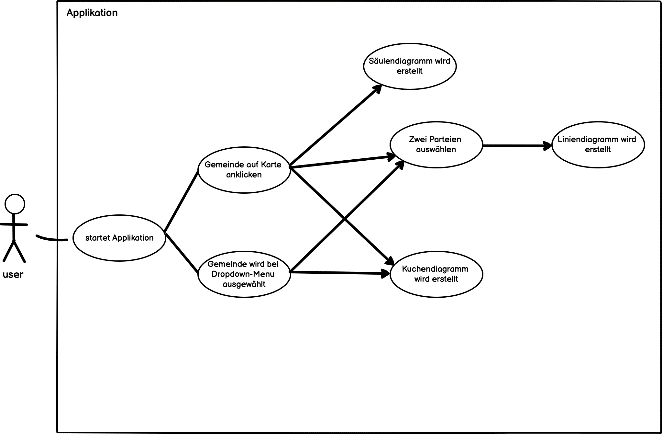 Applikation
Säulendiagramm wird
erstellt
Zwei Parteien
auswählen
Liniendiagramm wird
erstellt
Gemeinde auf Karte
anklicken
startet Applikation
Gemeinde wird bei
Dropdown-Menu
ausgewählt
Kuchendiagramm
wird erstellt
user